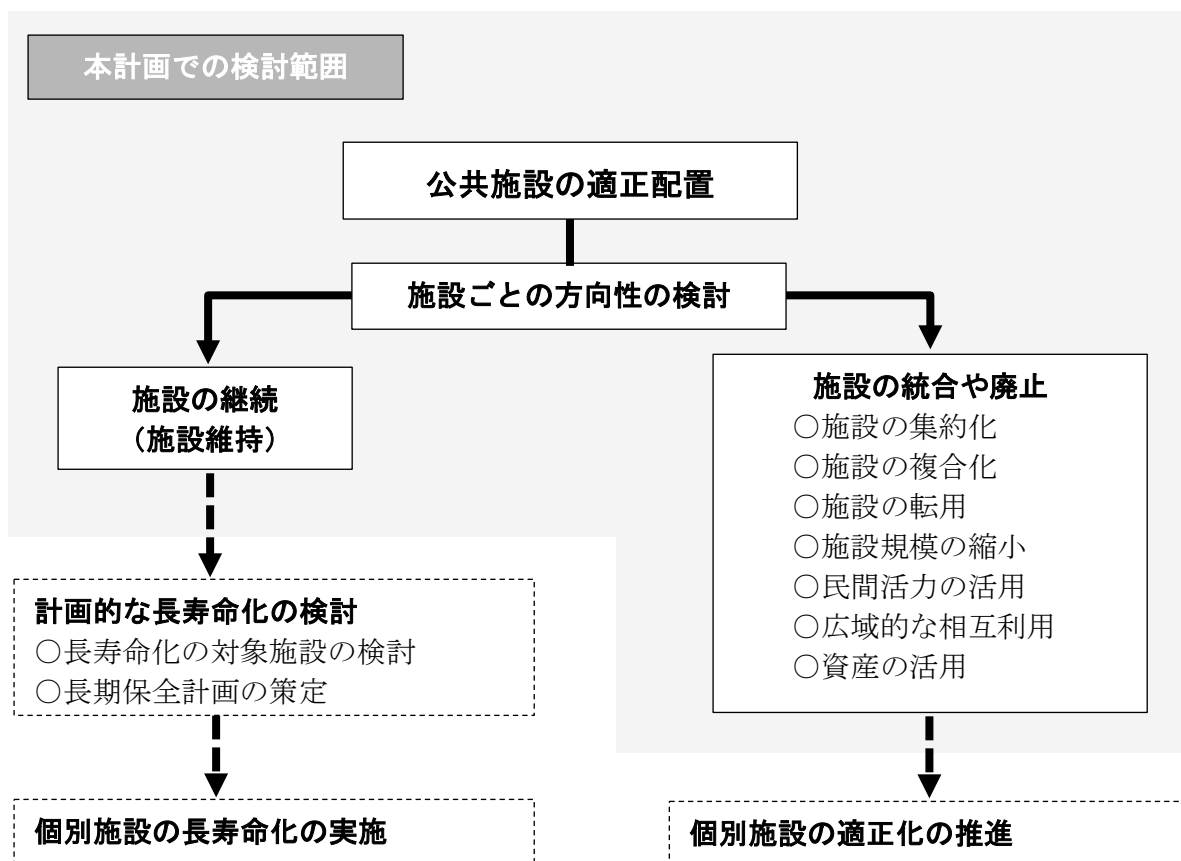 本計画での検討範囲
公共施設の適正配置
施設ごとの方向性の検討
施設の継続
（施設維持）
施設の統合や廃止
○施設の集約化
○施設の複合化
○施設の転用
○施設規模の縮小
○民間活力の活用
○広域的な相互利用
○資産の活用
計画的な長寿命化の検討
○長寿命化の対象施設の検討
○長期保全計画の策定
個別施設の長寿命化の実施
個別施設の適正化の推進